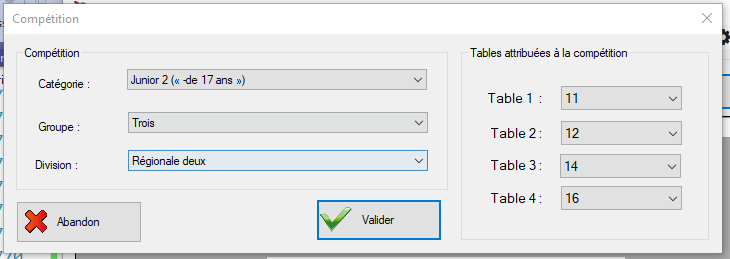 Compétition
Compétition
Catégorie :
Junior 2 (« -de 17 ans »)
Groupe :
Trois
Division :
Régionale deux
Abandon
Valider
Tables attribuées à la compétition
Table 1 :
11
Table 2 :
12
Table 3 :
14
Table 4 :
16